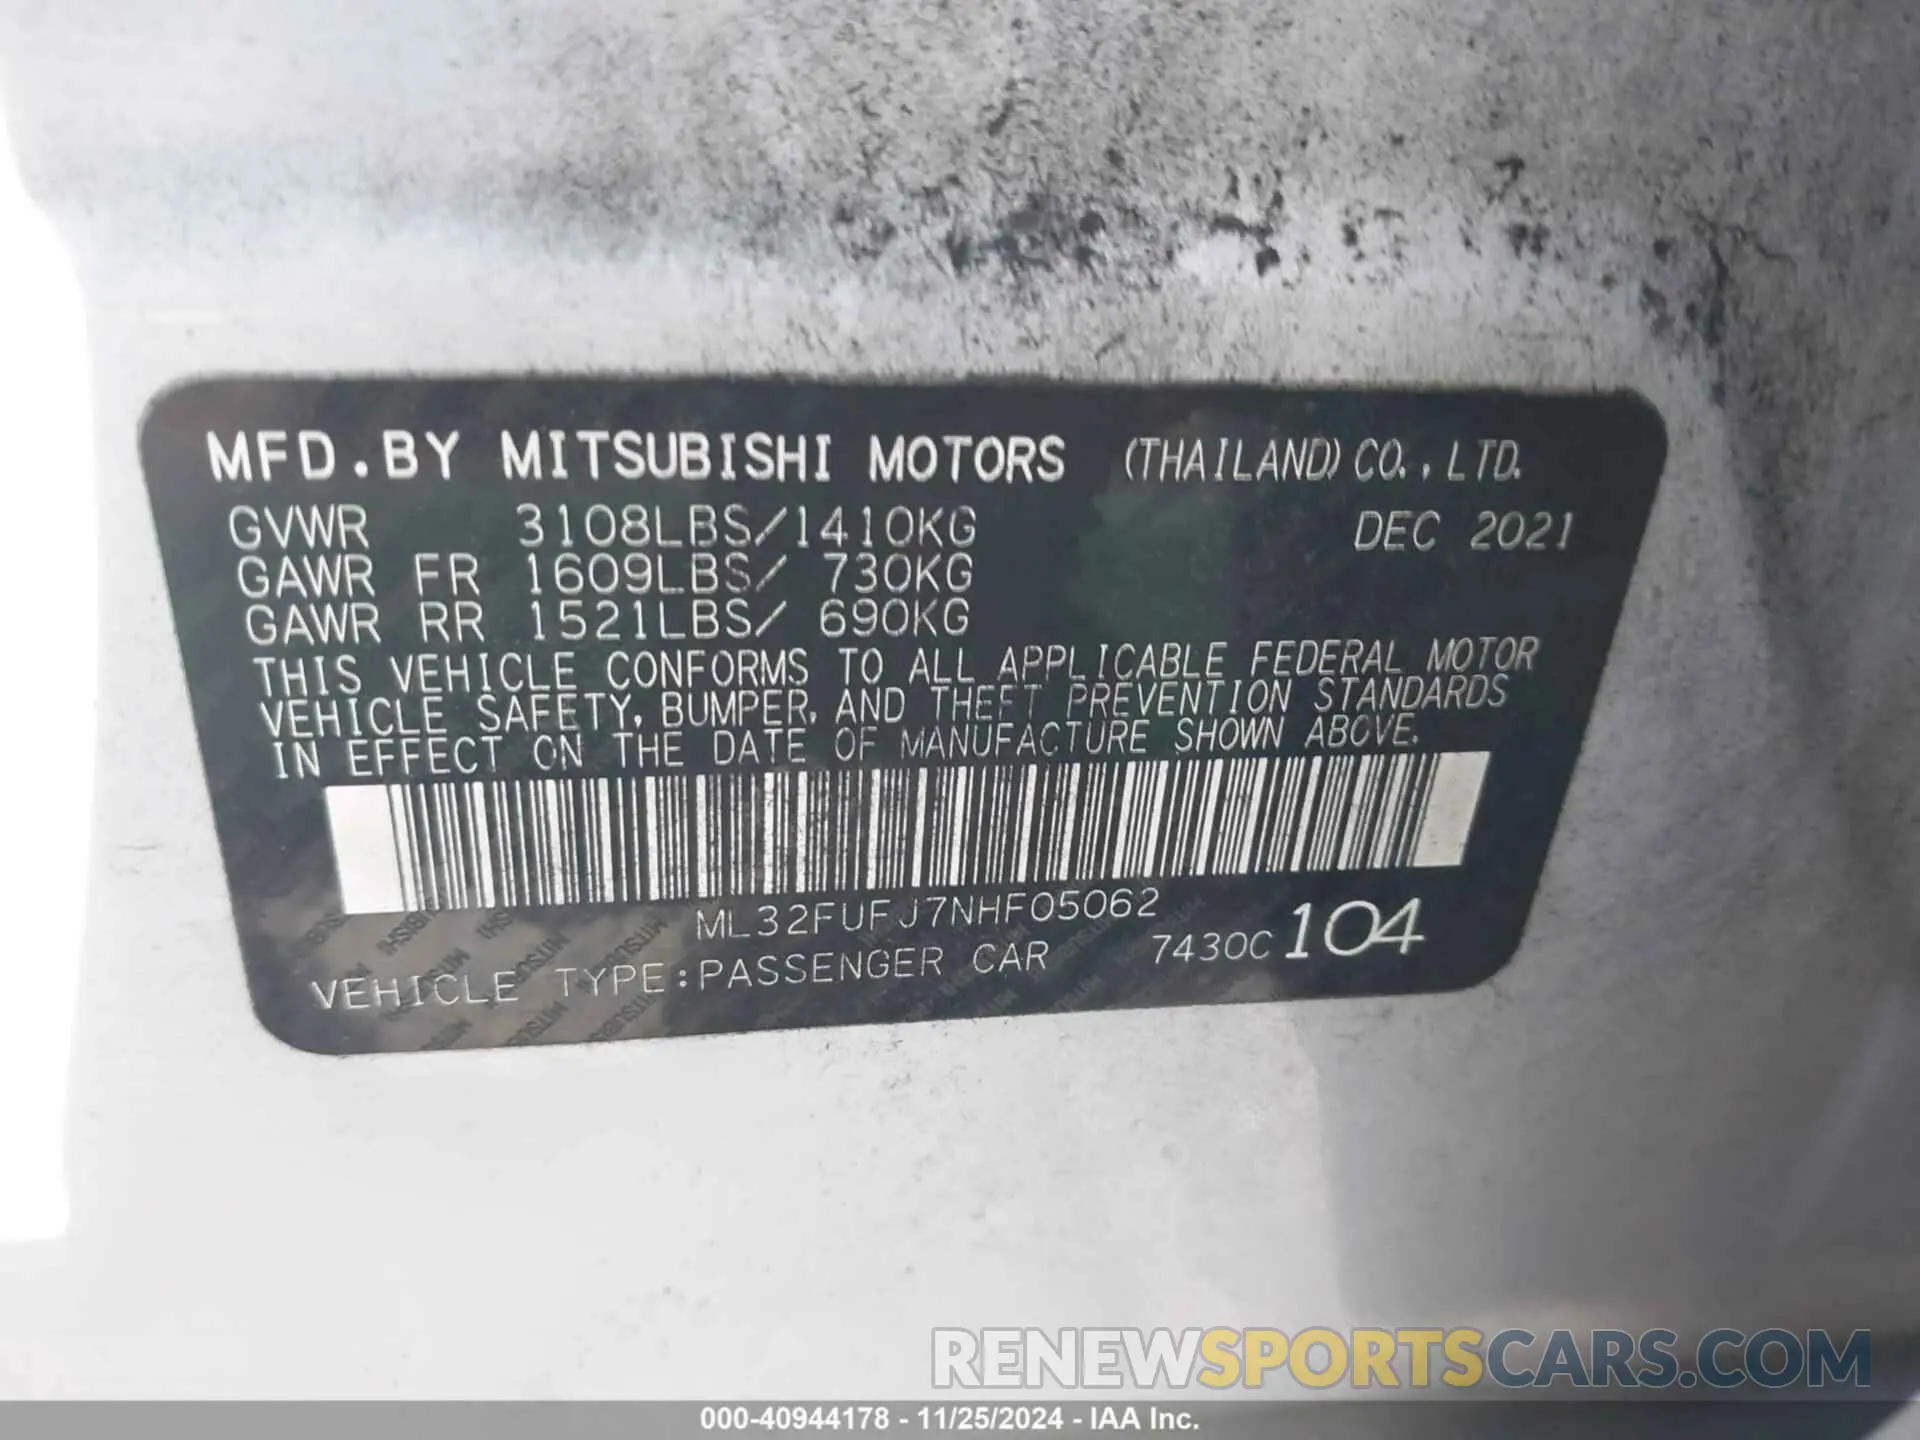 MFD.BY MITSUBISHI MOTORS (THAILAND) CO., LTD.
GVWR 3108LBS/1410KG DEC 2021
GAWR FR 1609LBS/ 730KG
GAWR RR 1521LBS/ 690KG
THIS VEHICLE CONFORMS TO ALL APPLICABLE FEDERAL MOTOR
VEHICLE SAFETY, BUMPER, AND THEFT PREVENTION STANDARDS
IN EFFECT ON THE DATE OF MANUFACTURE SHOWN ABOVE.
ML32FUFJ7NHF05062
VEHICLE TYPE:PASSENGER CAR 7430C 104
RENEWSPORTSCARS.COM
000-40944178 - 11/25/2024 - IAA Inc.